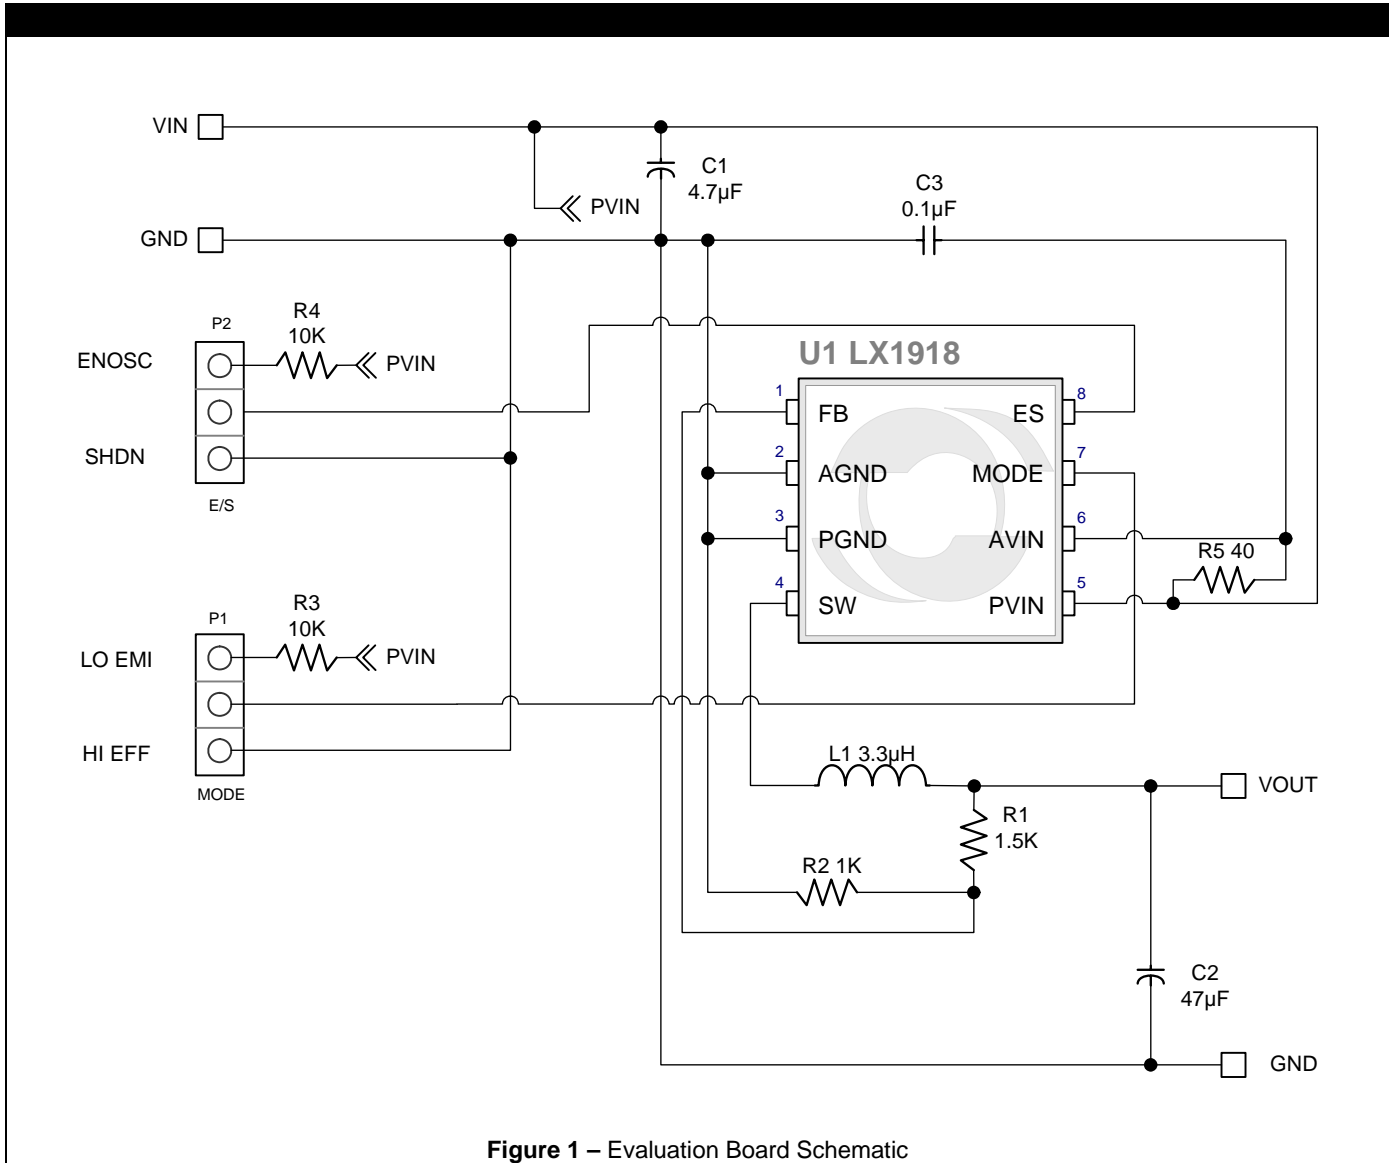 VIN
C1
4.7µF
PVIN
C3
0.1µF
GND
P2
R4
10K
ENOSC
PVIN
SHDN
E/S
U1 LX1918
1
FB
ES
8
2
AGND
MODE
7
3
PGND
AVIN
6
4
SW
PVIN
5
R5 40
P1
R3
10K
LO EMI
PVIN
HI EFF
MODE
L1 3.3µH
VOUT
R1
1.5K
R2 1K
C2
47µF
GND
Figure 1 – Evaluation Board Schematic